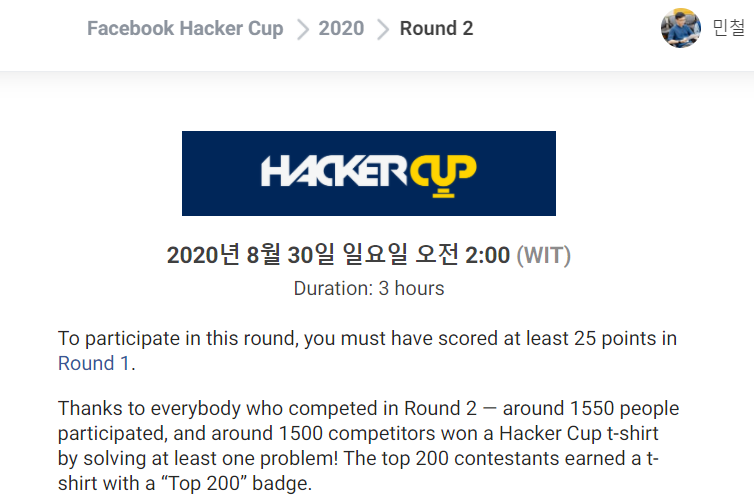 Facebook Hacker Cup > 2020 > Round 2 민철
HACKERCUP
2020년 8월 30일 일요일 오전 2:00 (WIT)
Duration: 3 hours
To participate in this round, you must have scored at least 25 points in
Round 1.
Thanks to everybody who competed in Round 2 — around 1550 people
participated, and around 1500 competitors won a Hacker Cup t-shirt
by solving at least one problem! The top 200 contestants earned a t-
shirt with a “Top 200” badge.